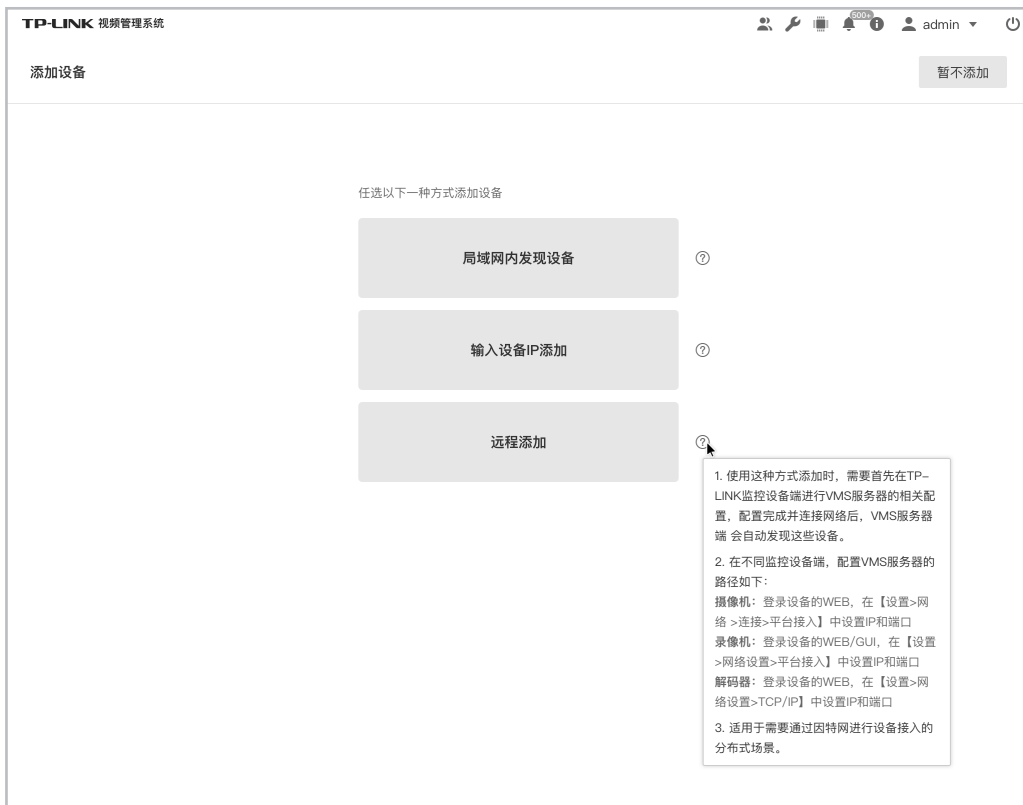 TP-LINK 视频管理系统
500+
admin
添加设备
暂不添加
任选以下一种方式添加设备
局域网内发现设备
?
输入设备IP添加
?
远程添加
?
1. 使用这种方式添加时，需要首先在TP-
LINK监控设备端进行VMS服务器的相关配
置，配置完成并连接网络后，VMS服务器
端 会自动发现这些设备。
2. 在不同监控设备端，配置VMS服务器的
路径如下：
摄像机：登录设备的WEB，在【设置>网
络 >连接>平台接入】中设置IP和端口
录像机：登录设备的WEB/GUI，在【设置
>网络设置>平台接入】中设置IP和端口
解码器：登录设备的WEB，在【设置>网
络设置>TCP/IP】中设置IP和端口
3. 适用于需要通过因特网进行设备接入的
分布式场景。